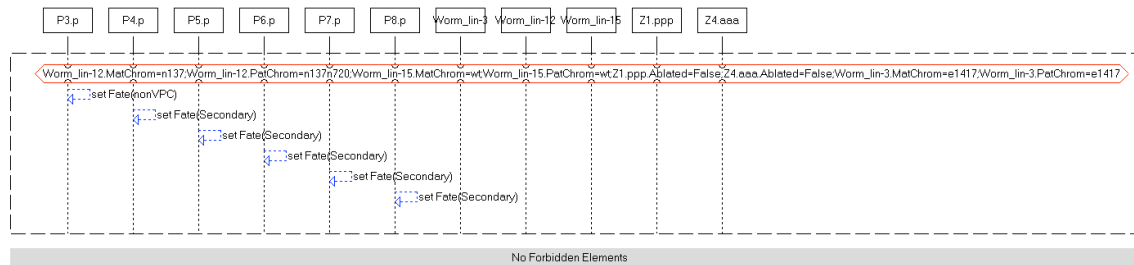 P3.p P4.p P5.p P6.p P7.p P8.p Worm_lin-3 Worm_lin-12 Worm_lin-15 Z1.ppp Z4.aaa
Worm_lin-12.MatChrom=n137;Worm_lin-12.PatChrom=n137n720;Worm_lin-15.MatChrom=wt;Worm_lin-15.PatChrom=wt;Z1.ppp.Ablated=False;Z4.aaa.Ablated=False;Worm_lin-3.MatChrom=e1417;Worm_lin-3.PatChrom=e1417
set Fate(nonVPC)
set Fate(Secondary)
set Fate(Secondary)
set Fate(Secondary)
set Fate(Secondary)
set Fate(Secondary)
No Forbidden Elements